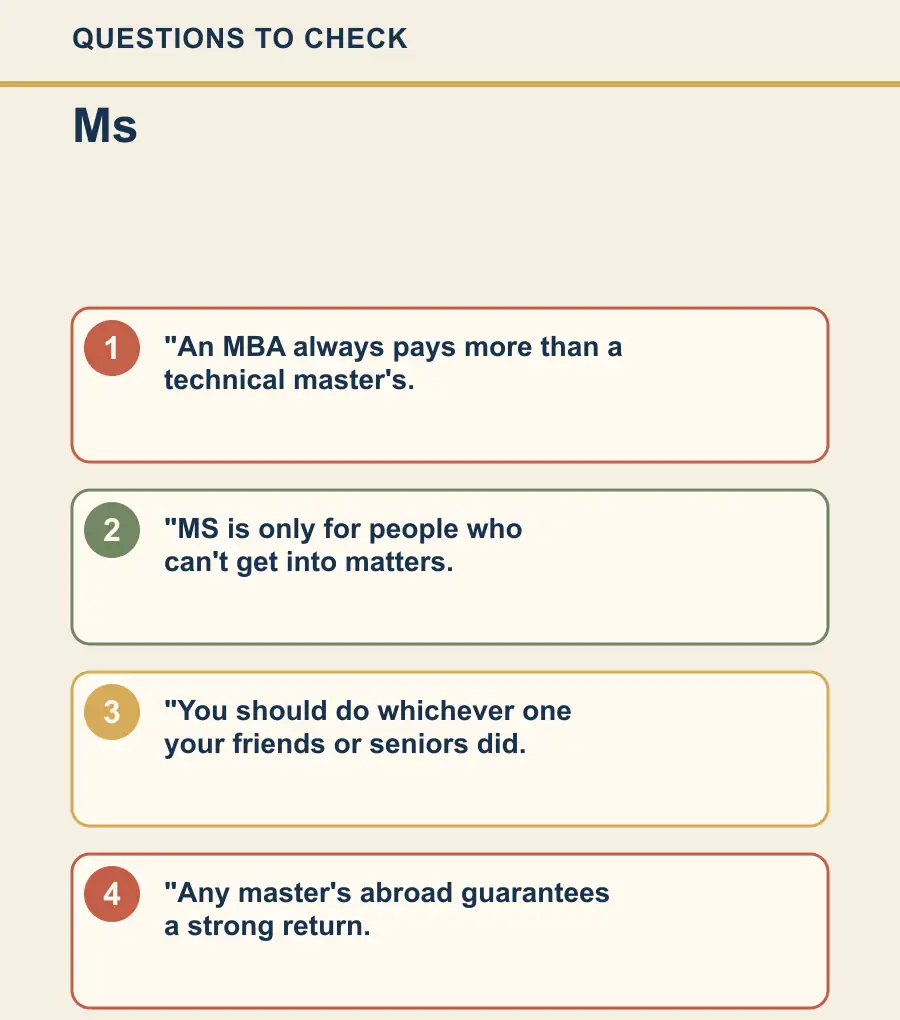 QUESTIONS TO CHECK
Ms
1
"An MBA always pays more than a
technical master's.
2
"MS is only for people who
can't get into matters.
3
"You should do whichever one
your friends or seniors did.
4
"Any master's abroad guarantees
a strong return.